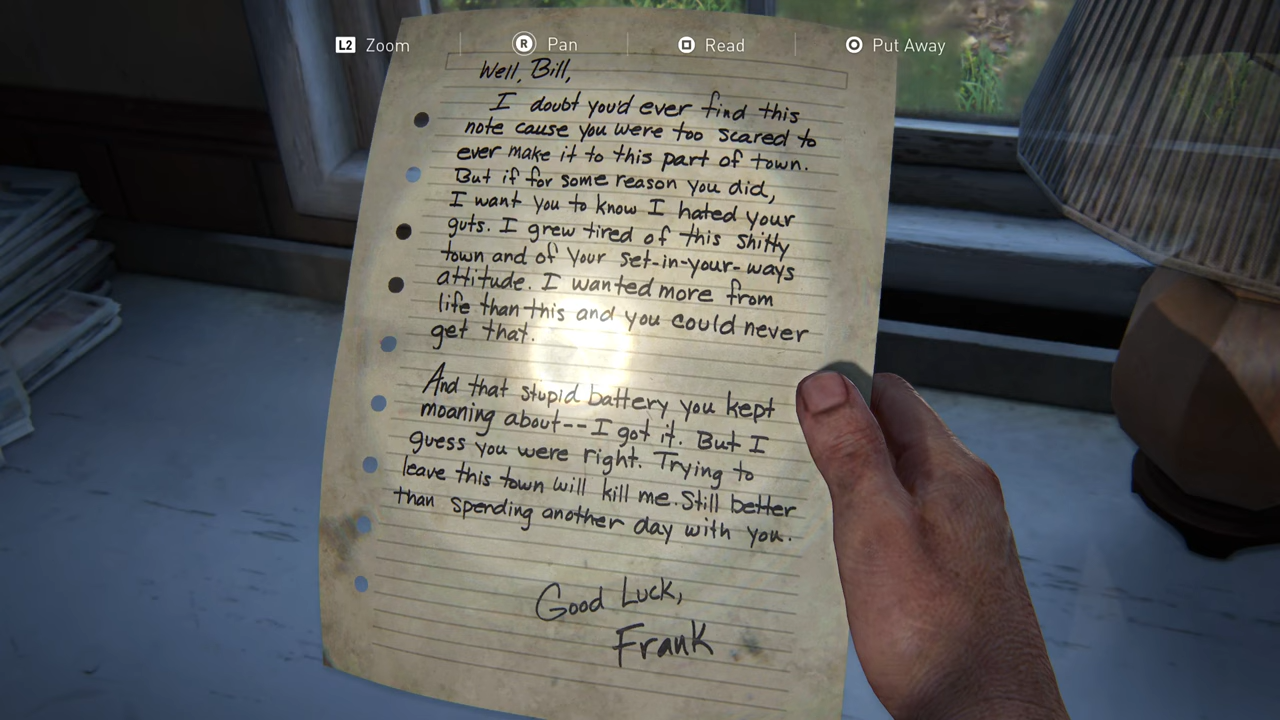 L2 Zoom R Pan Read Put Away
Well, Bill,
I doubt you'd ever find this
note cause you were too scared to
ever make it to this part of town.
But if for some reason you did,
I want you to know I hated your
guts. I grew tired of this shitty
town and of your set-in-your-ways
attitude. I wanted more from
life than this and you could never
get that.
And that stupid battery you kept
moaning about--I got it. But I
guess you were right. Trying to
leave this town will kill me. Still better
than spending another day with you.
Good Luck,
Frank